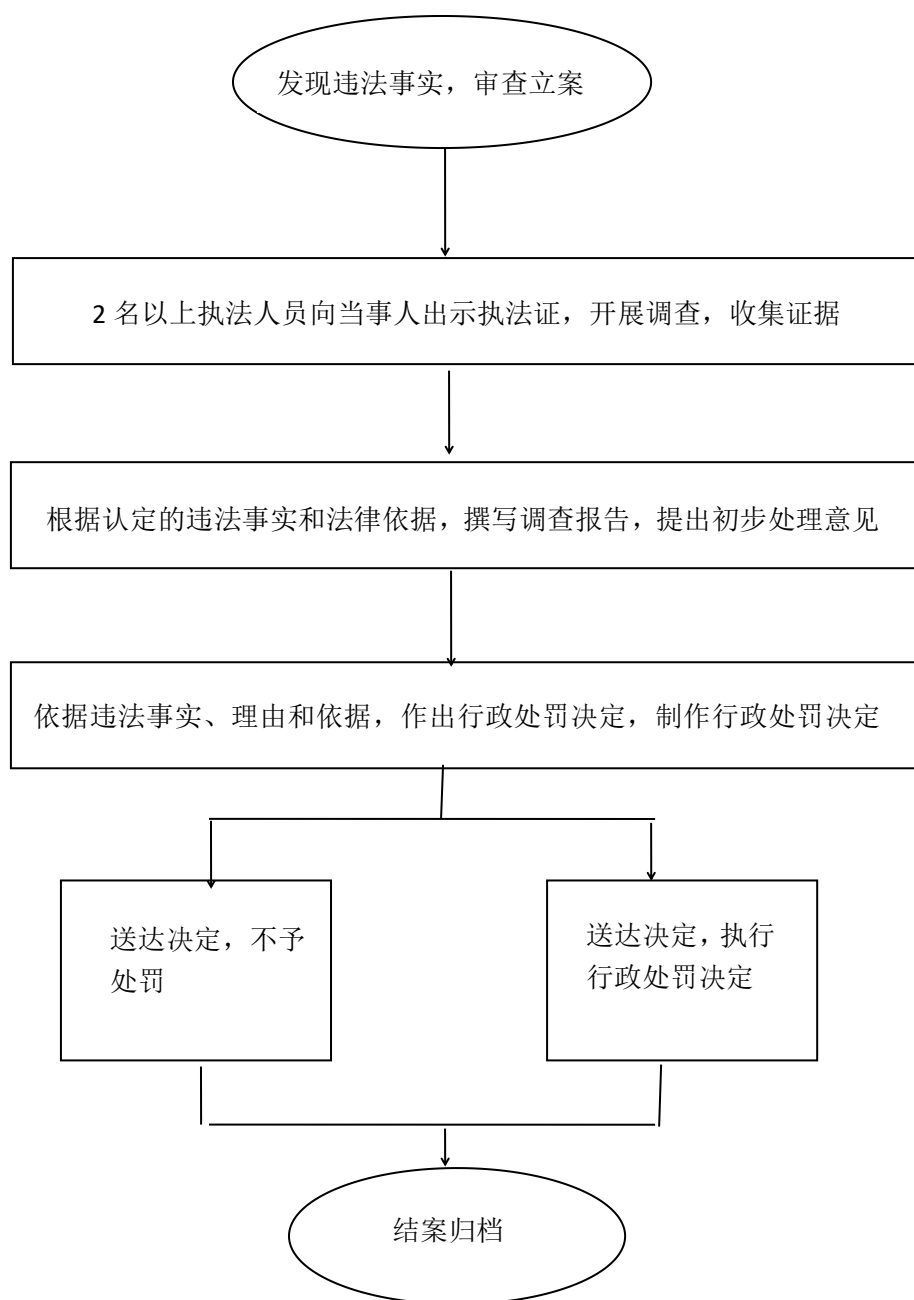 发现违法事实，审查立案
2 名以上执法人员向当事人出示执法证，开展调查，收集证据
根据认定的违法事实和法律依据，撰写调查报告，提出初步处理意见
依据违法事实、理由和依据，作出行政处罚决定，制作行政处罚决定
送达决定，不予
处罚
送达决定，执行
行政处罚决定
结案归档